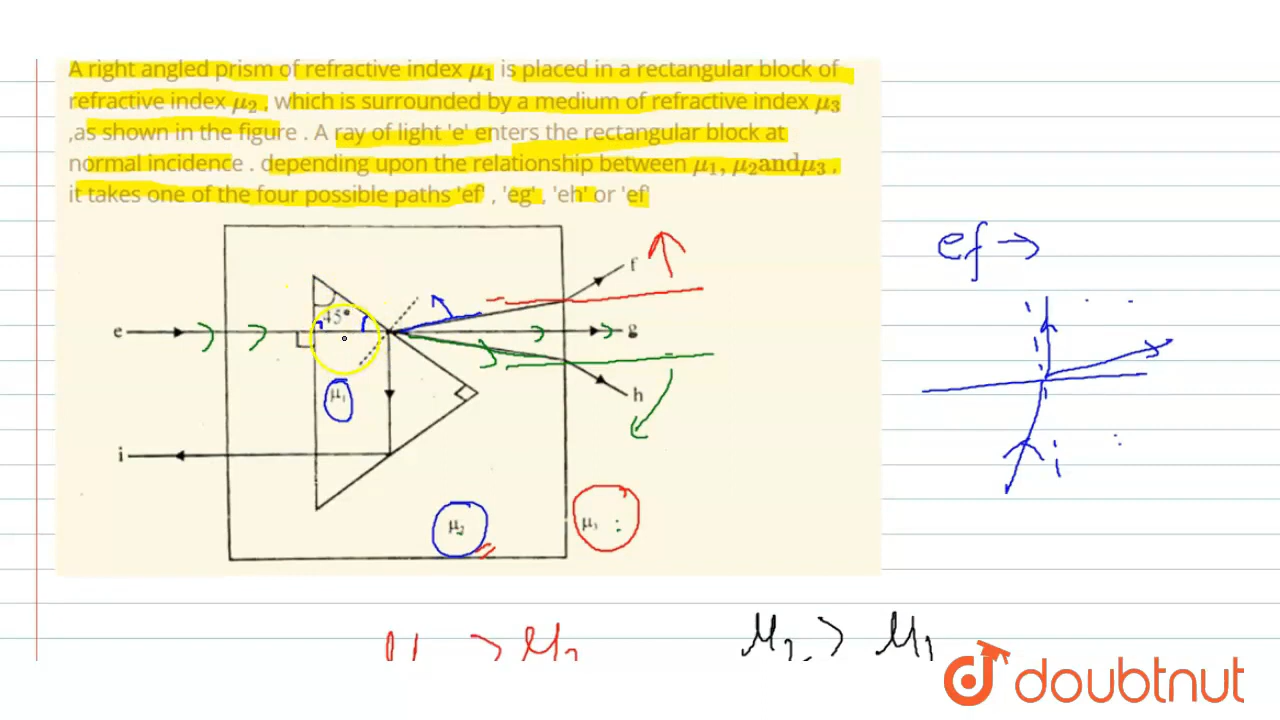 A right angled prism of refractive index μ₁ is placed in a rectangular block of
refractive index μ₂ , which is surrounded by a medium of refractive index μ₃
,as shown in the figure . A ray of light 'e' enters the rectangular block at
normal incidence . depending upon the relationship between μ₁, μ₂andμ₃ ,
it takes one of the four possible paths 'ef' , 'eg' , 'eh' or 'ef'
ef →
f
45°
e
g
μ₁
h
i
i
μ₂
μ₃
μ₂ > μ₁
doubtnut